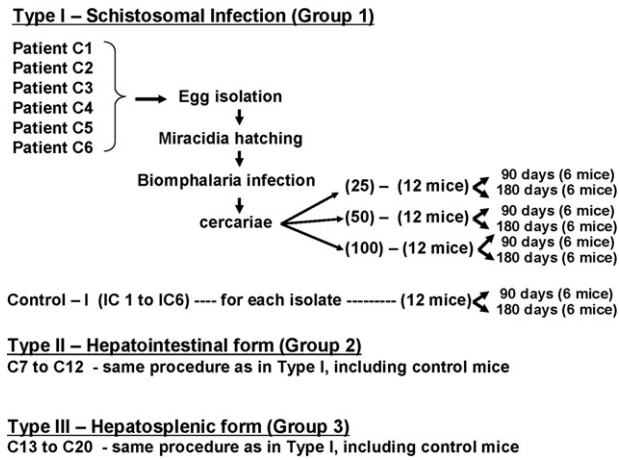 Type I – Schistosomal Infection (Group 1)
Patient C1
Patient C2
Patient C3
Patient C4
Patient C5
Patient C6
Egg isolation
Miracidia hatching
Biomphalaria infection
cercariae
(25) – (12 mice)
90 days (6 mice)
180 days (6 mice)
(50) – (12 mice)
90 days (6 mice)
180 days (6 mice)
(100) – (12 mice)
90 days (6 mice)
180 days (6 mice)
Control – I (IC 1 to IC6) ---- for each isolate --------- (12 mice)
90 days (6 mice)
180 days (6 mice)
Type II – Hepatointestinal form (Group 2)
C7 to C12 - same procedure as in Type I, including control mice
Type III – Hepatosplenic form (Group 3)
C13 to C20 - same procedure as in Type I, including control mice